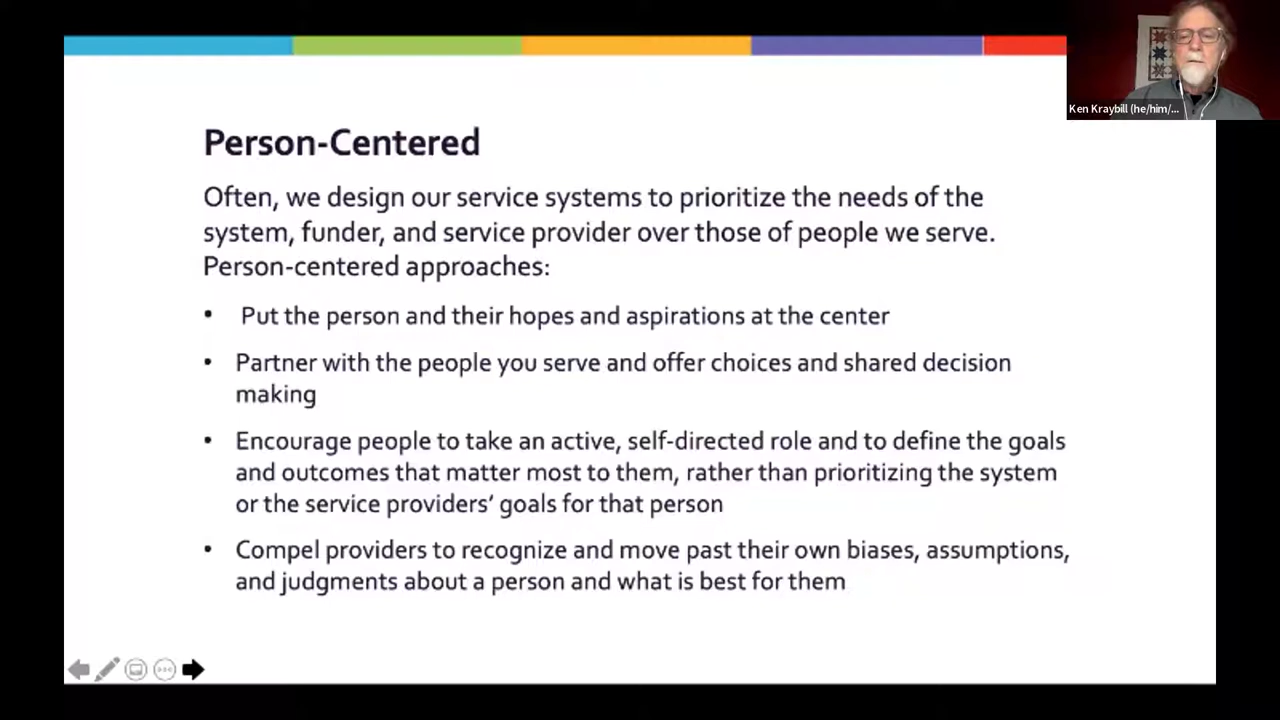 Person-Centered
Often, we design our service systems to prioritize the needs of the
system, funder, and service provider over those of people we serve.
Person-centered approaches:
• Put the person and their hopes and aspirations at the center
• Partner with the people you serve and offer choices and shared decision
making
• Encourage people to take an active, self-directed role and to define the goals
and outcomes that matter most to them, rather than prioritizing the system
or the service providers’ goals for that person
• Compel providers to recognize and move past their own biases, assumptions,
and judgments about a person and what is best for them
Ken Kraybill (he/him/...